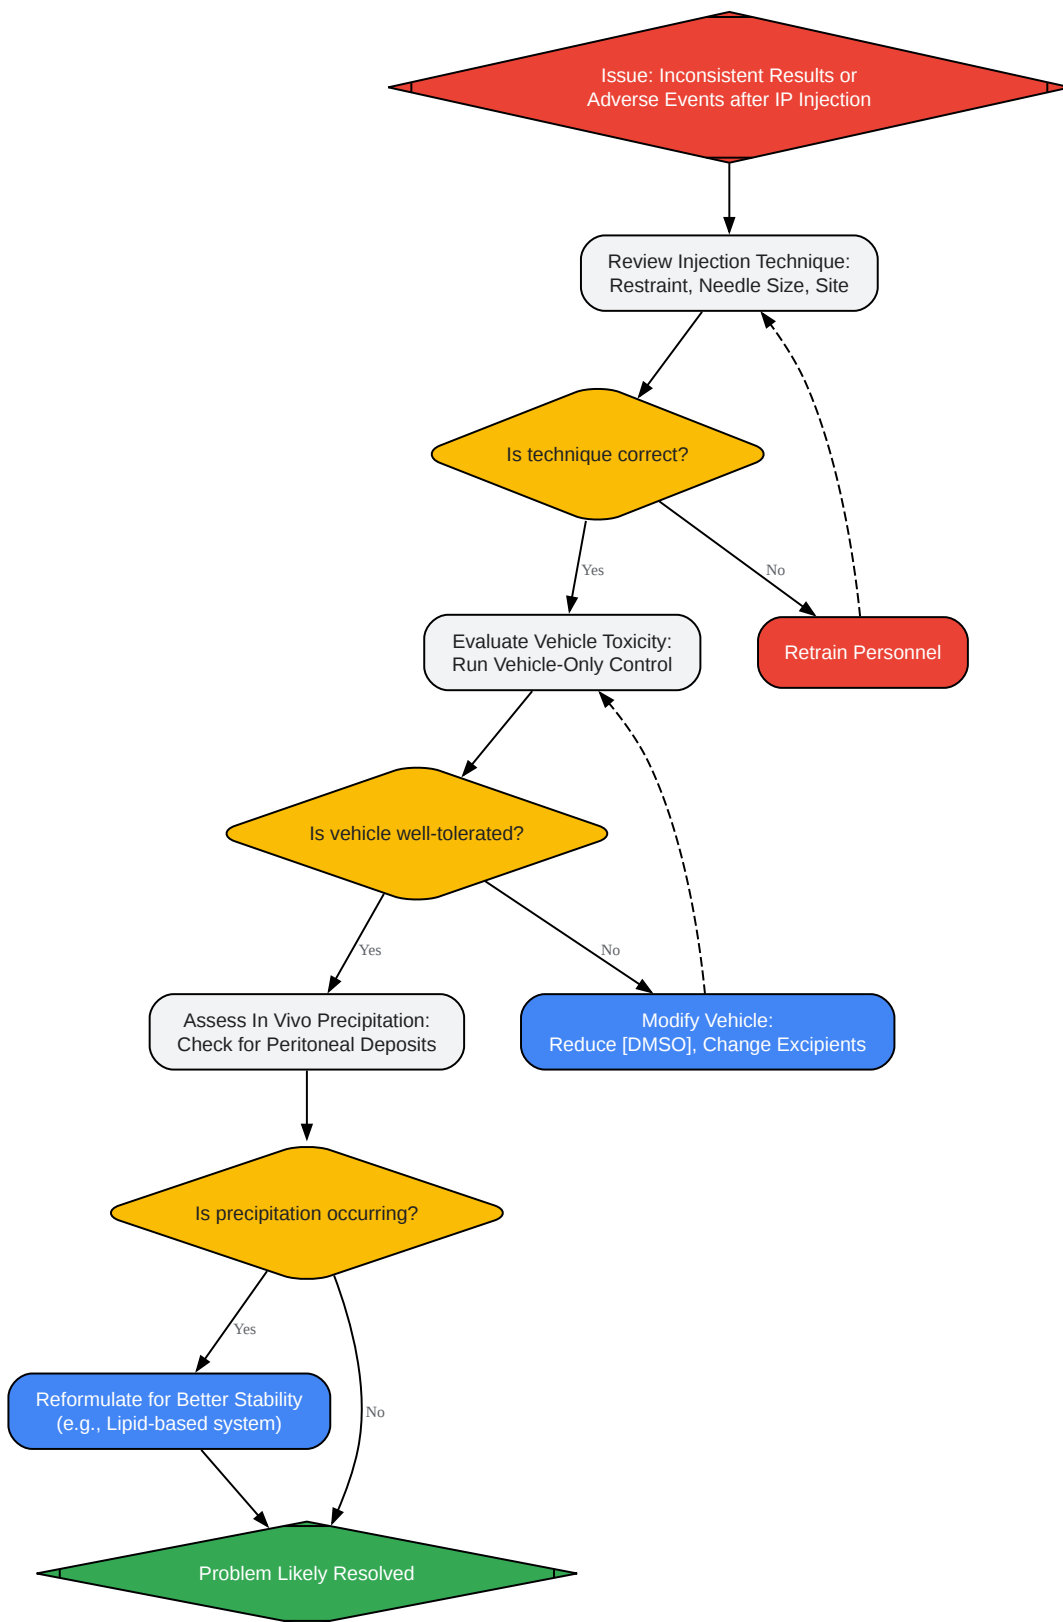 Issue: Inconsistent Results or
Adverse Events after IP Injection
Review Injection Technique:
Restraint, Needle Size, Site
Is technique correct?
Yes
No
Evaluate Vehicle Toxicity:
Run Vehicle-Only Control
Retrain Personnel
Is vehicle well-tolerated?
Yes
No
Assess In Vivo Precipitation:
Check for Peritoneal Deposits
Modify Vehicle:
Reduce [DMSO], Change Excipients
Is precipitation occurring?
Yes
Reformulate for Better Stability
(e.g., Lipid-based system)
No
Problem Likely Resolved